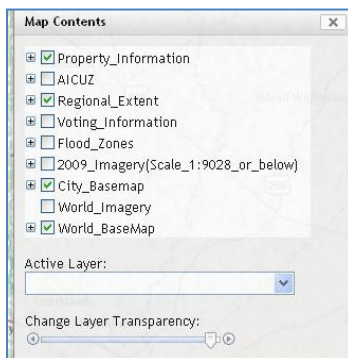 Map Contents
Property_Information
AICUZ
Regional_Extent
Voting_Information
Flood_Zones
2009_Imagery(Scale_1:9028_or_below)
City_Basemap
World_Imagery
World_BaseMap
Active Layer:
Change Layer Transparency: